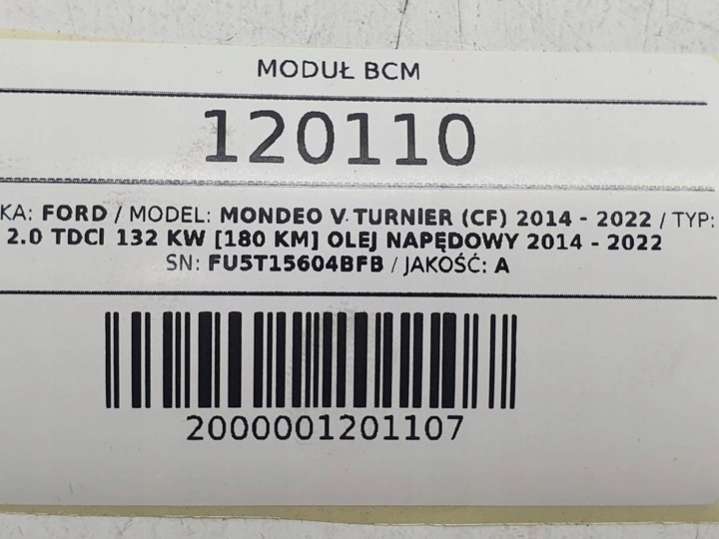 MODUŁ BCM
120110
KA: FORD / MODEL: MONDEO V TURNIER (CF) 2014 - 2022 / TYP:
2.0 TDCI 132 KW [180 KM] OLEJ NAPĘDOWY 2014 - 2022
SN: FU5T15604BFB / JAKOŚĆ: A
2000001201107